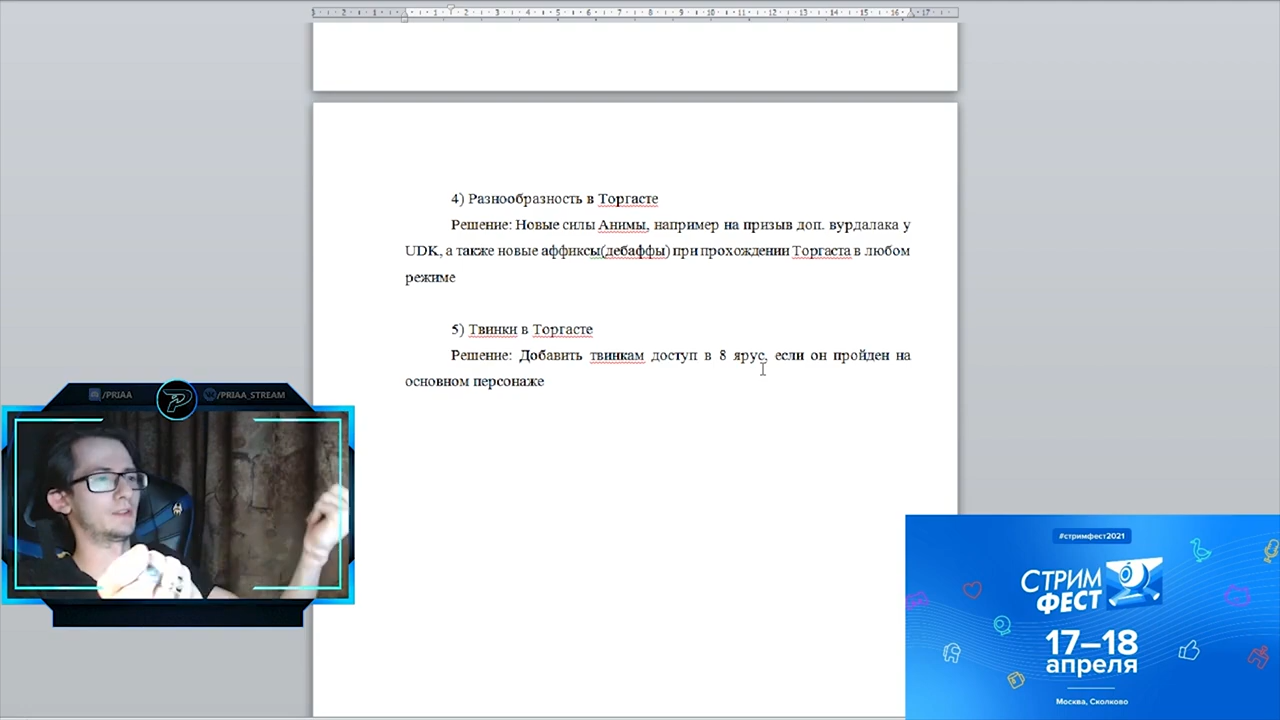 4) Разнообразность в Торгасте
Решение: Новые силы Анимы, например на призыв доп. вурдалака у
UDK, а также новые аффиксы(дебаффы) при прохождении Торгаста в любом
режиме
5) Твинки в Торгасте
Решение: Добавить твинкам доступ в 8 ярус, если он пройден на
основном персонаже
/PRIAA
/PRIAA_STREAM
#стримфест2021
СТРИМ
ФЕСТ
17–18
апреля
Москва, Сколково